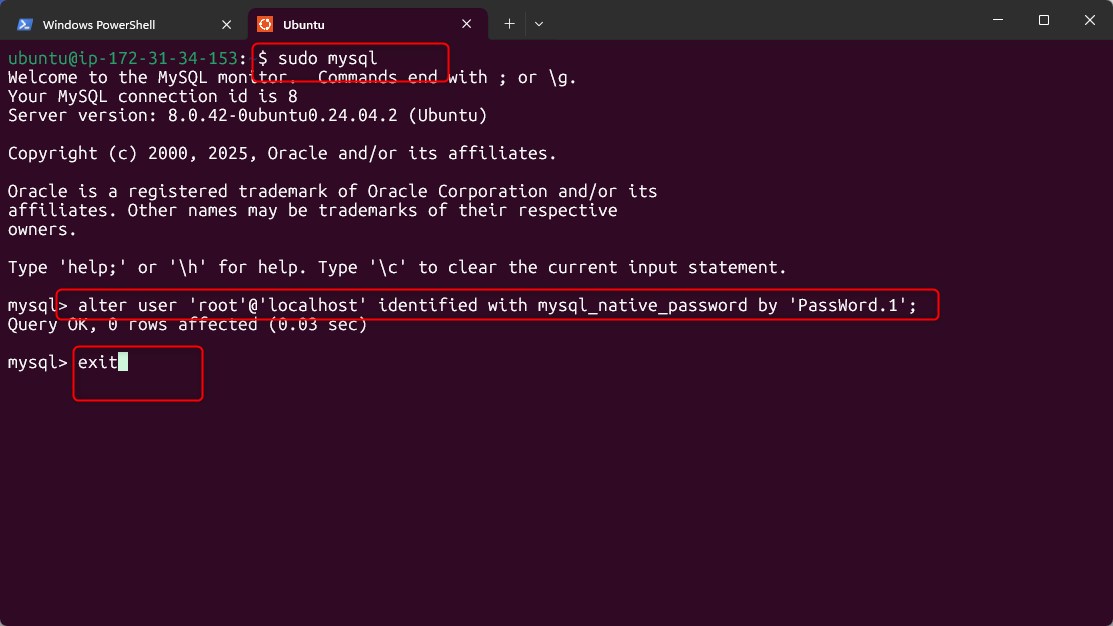 Windows PowerShell
Ubuntu
ubuntu@ip-172-31-34-153:~$ sudo mysql
Welcome to the MySQL monitor.  Commands end with ; or \g.
Your MySQL connection id is 8
Server version: 8.0.42-0ubuntu0.24.04.2 (Ubuntu)
Copyright (c) 2000, 2025, Oracle and/or its affiliates.
Oracle is a registered trademark of Oracle Corporation and/or its
affiliates. Other names may be trademarks of their respective
owners.
Type 'help;' or '\h' for help. Type '\c' to clear the current input statement.
mysql> alter user 'root'@'localhost' identified with mysql_native_password by 'PassWord.1';
Query OK, 0 rows affected (0.03 sec)
mysql> exit